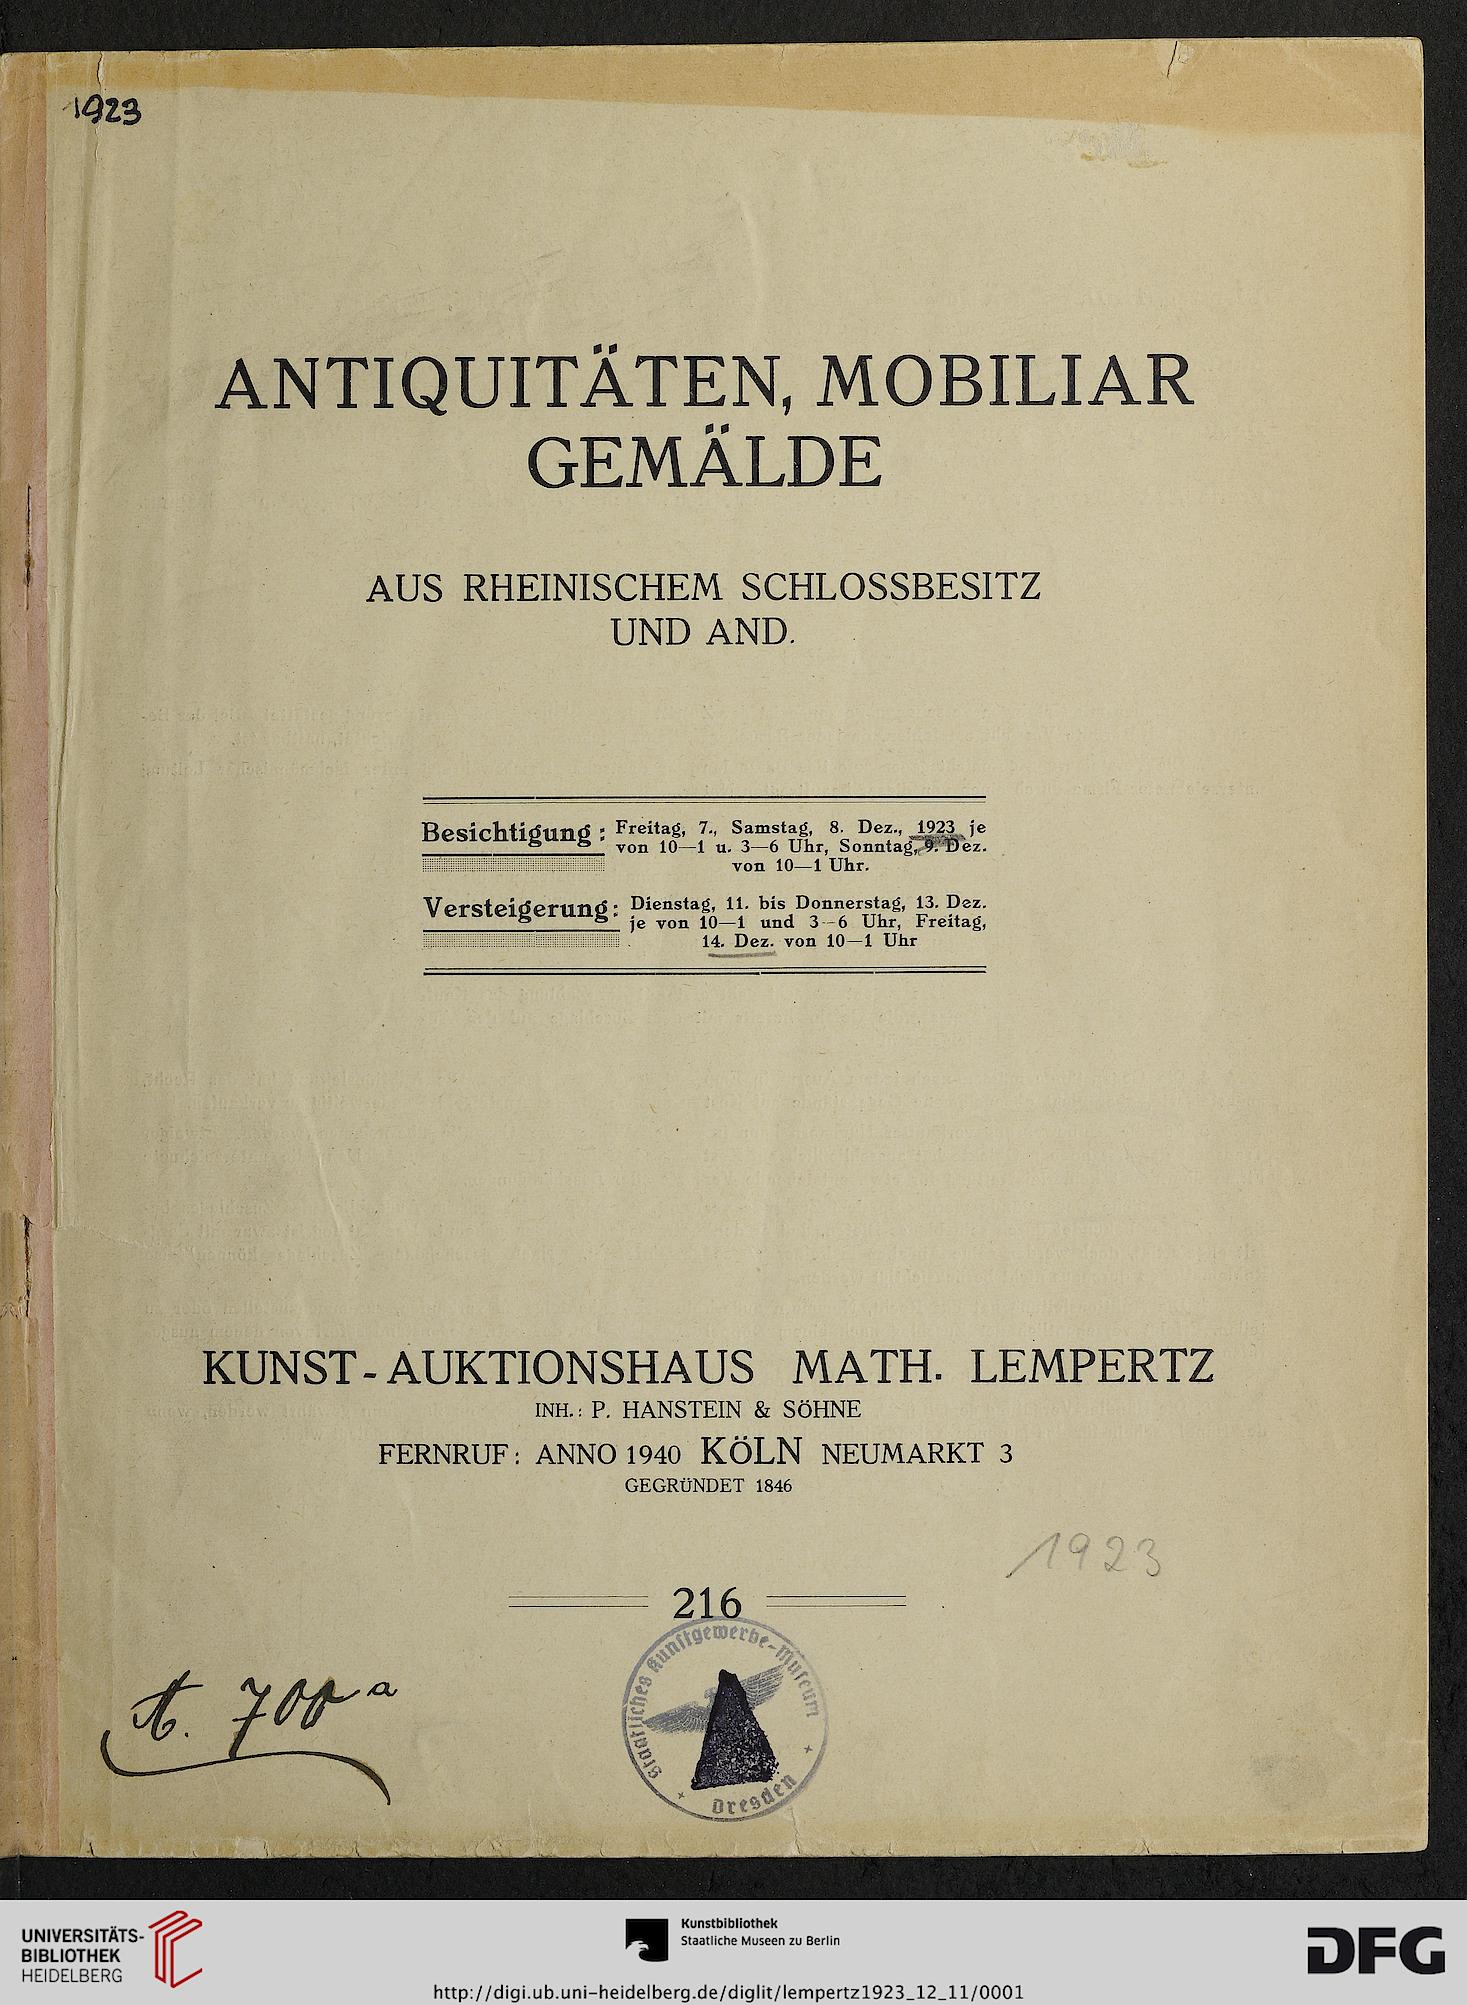 1923
ANTIQUITÄTEN, MOBILIAR
GEMÄLDE
AUS RHEINISCHEM SCHLOSSBESITZ
UND AND.
Besichtigung: Freitag, 7., Samstag, 8. Dez., 1923 je
von 10—1 u. 3—6 Uhr, Sonntag, 9. Dez.
von 10—1 Uhr.
Versteigerung: Dienstag, 11. bis Donnerstag, 13. Dez.
je von 10—1 und 3—6 Uhr, Freitag,
14. Dez. von 10—1 Uhr
KUNST-AUKTIONSHAUS MATH. LEMPERTZ
INH.: P. HANSTEIN & SÖHNE
FERNRUF: ANNO 1940 KÖLN NEUMARKT 3
GEGRÜNDET 1846
1923
216
Staatliches Kunstgewerbe-Museum
Dresden
A. 700 a
UNIVERSITÄTS-
BIBLIOTHEK
HEIDELBERG
Kunstbibliothek
Staatliche Museen zu Berlin
DFG
http://digi.ub.uni-heidelberg.de/diglit/lempertz1923_12_11/0001